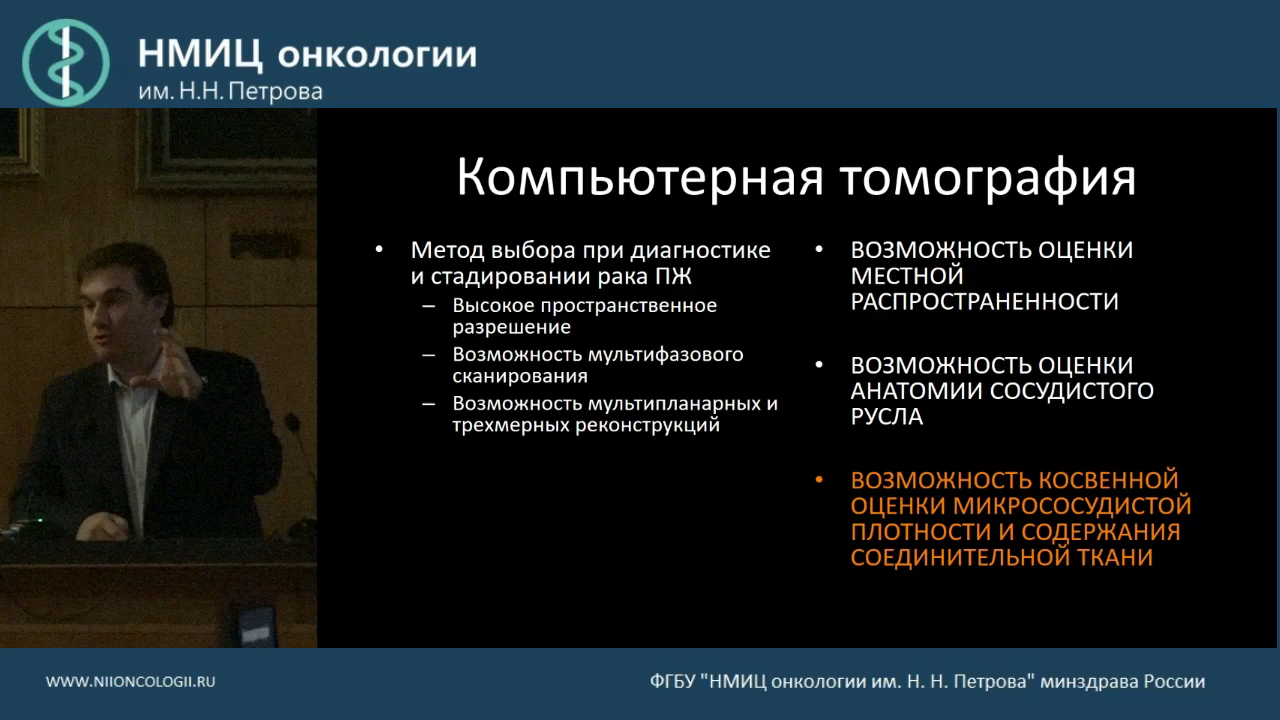 НМИЦ онкологии
им. Н.Н. Петрова
Компьютерная томография
• Метод выбора при диагностике
и стадировании рака ПЖ
– Высокое пространственное
разрешение
– Возможность мультифазового
сканирования
– Возможность мультипланарных и
трехмерных реконструкций
• ВОЗМОЖНОСТЬ ОЦЕНКИ
МЕСТНОЙ
РАСПРОСТРАНЕННОСТИ
• ВОЗМОЖНОСТЬ ОЦЕНКИ
АНАТОМИИ СОСУДИСТОГО
РУСЛА
• ВОЗМОЖНОСТЬ КОСВЕННОЙ
ОЦЕНКИ МИКРОСОСУДИСТОЙ
ПЛОТНОСТИ И СОДЕРЖАНИЯ
СОЕДИНИТЕЛЬНОЙ ТКАНИ
WWW.NIIONCOLOGII.RU
ФГБУ "НМИЦ онкологии им. Н. Н. Петрова" минздрава России